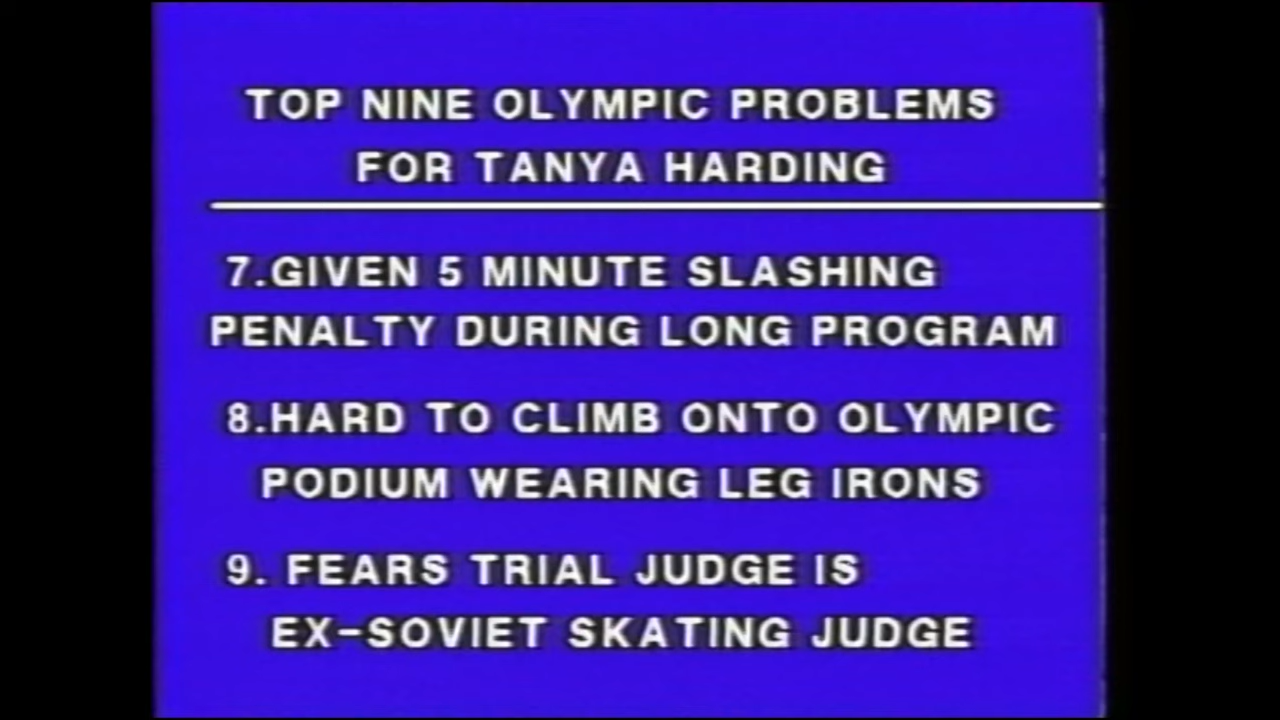 TOP NINE OLYMPIC PROBLEMS
FOR TANYA HARDING
7.GIVEN 5 MINUTE SLASHING
PENALTY DURING LONG PROGRAM
8.HARD TO CLIMB ONTO OLYMPIC
PODIUM WEARING LEG IRONS
9. FEARS TRIAL JUDGE IS
EX-SOVIET SKATING JUDGE